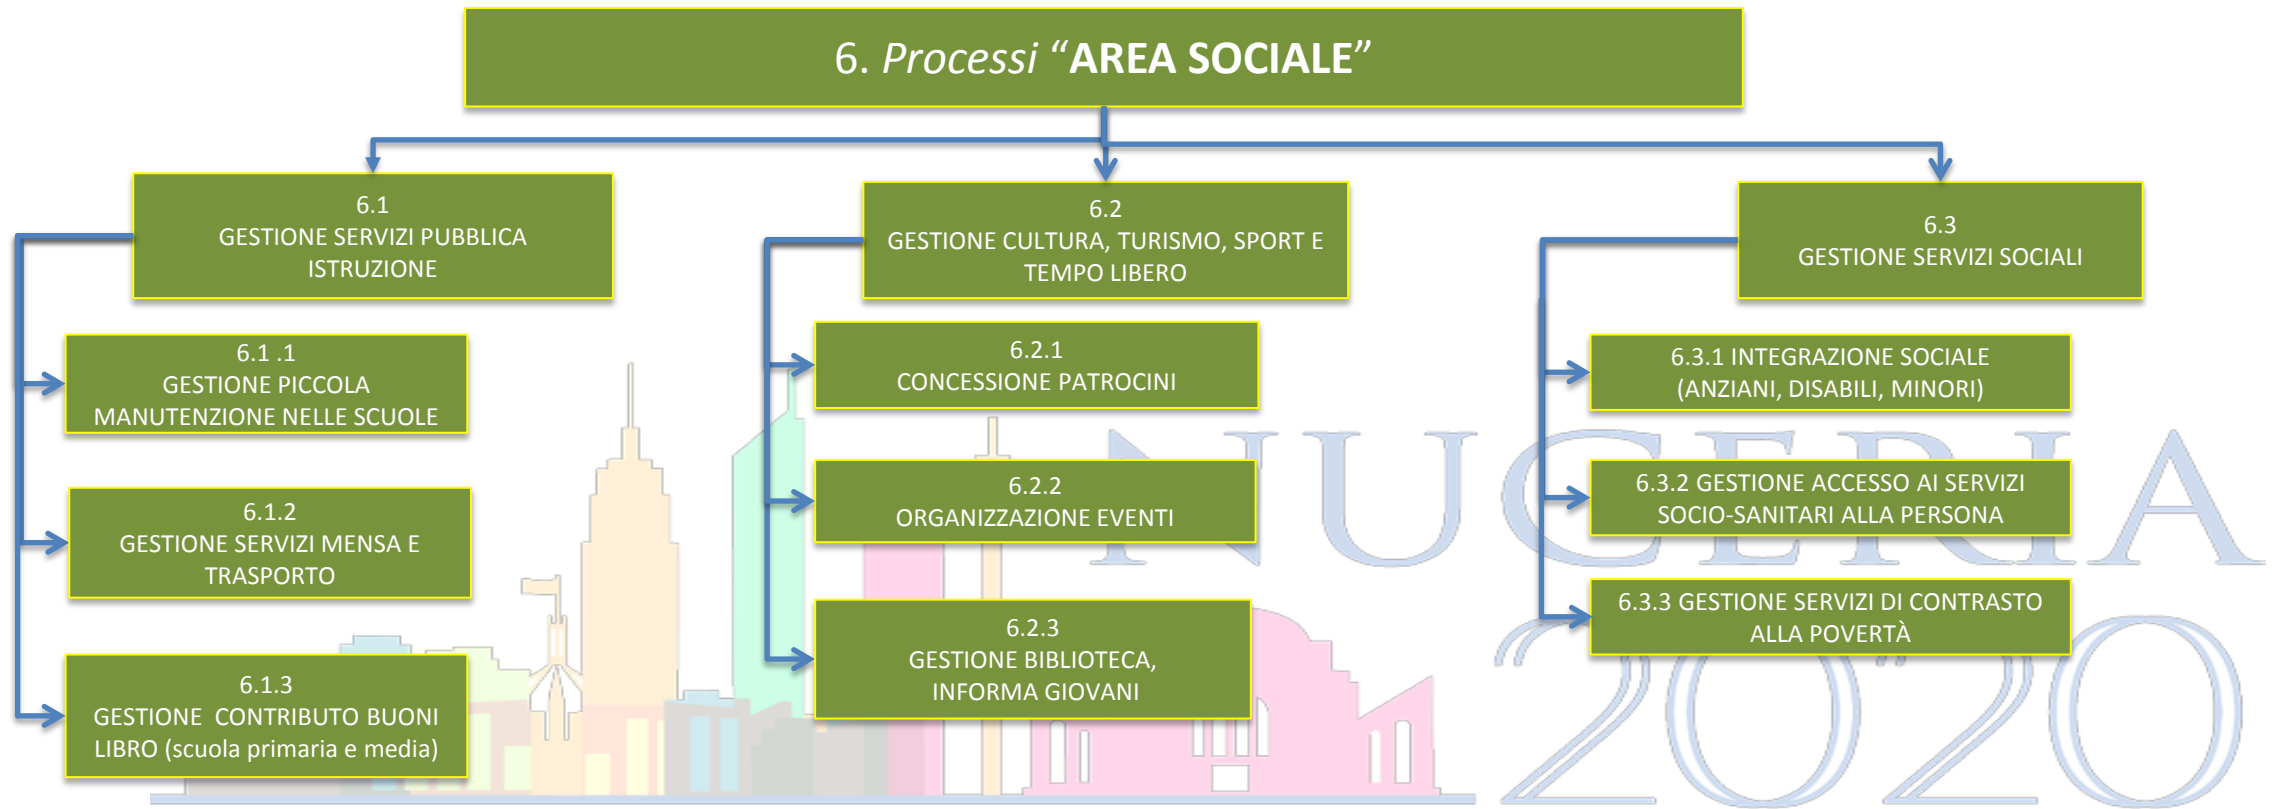 6. Processi “AREA SOCIALE”
6.1
GESTIONE SERVIZI PUBBLICA
ISTRUZIONE
6.1 .1
GESTIONE PICCOLA
MANUTENZIONE NELLE SCUOLE
6.1.2
GESTIONE SERVIZI MENSA E
TRASPORTO
6.1.3
GESTIONE  CONTRIBUTO BUONI
LIBRO (scuola primaria e media)
6.2
GESTIONE CULTURA, TURISMO, SPORT E
TEMPO LIBERO
6.2.1
CONCESSIONE PATROCINI
6.2.2
ORGANIZZAZIONE EVENTI
6.2.3
GESTIONE BIBLIOTECA,
INFORMA GIOVANI
6.3
GESTIONE SERVIZI SOCIALI
6.3.1 INTEGRAZIONE SOCIALE
(ANZIANI, DISABILI, MINORI)
6.3.2 GESTIONE ACCESSO AI SERVIZI
SOCIO-SANITARI ALLA PERSONA
6.3.3 GESTIONE SERVIZI DI CONTRASTO
ALLA POVERTÀ
NUCERIA
2020